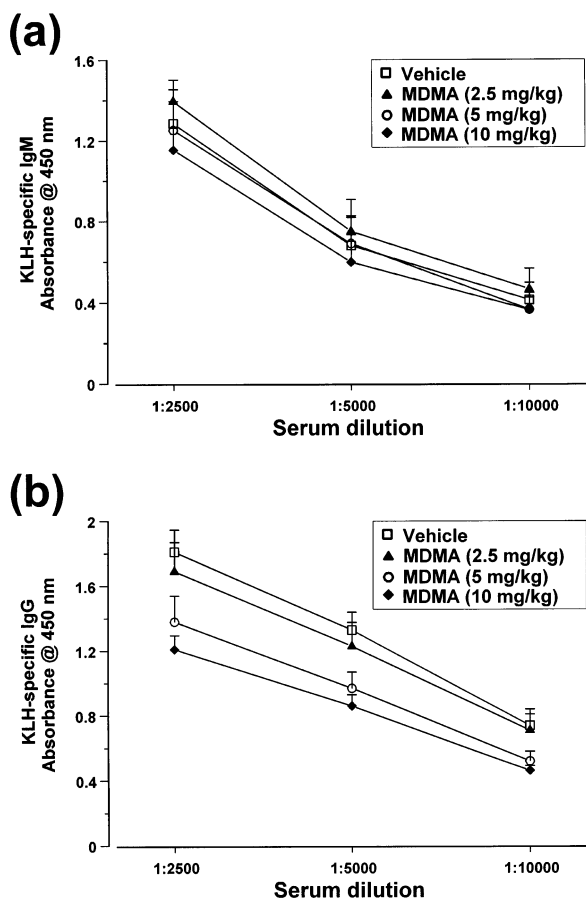 (a)
KLH-specific IgM
Absorbance @ 450 nm
1.6
1.2
0.8
0.4
0
Vehicle
MDMA (2.5 mg/kg)
MDMA (5 mg/kg)
MDMA (10 mg/kg)
1:2500 1:5000 1:10000
Serum dilution
(b)
KLH-specific IgG
Absorbance @ 450 nm
2
1.6
1.2
0.8
0.4
0
Vehicle
MDMA (2.5 mg/kg)
MDMA (5 mg/kg)
MDMA (10 mg/kg)
1:2500 1:5000 1:10000
Serum dilution